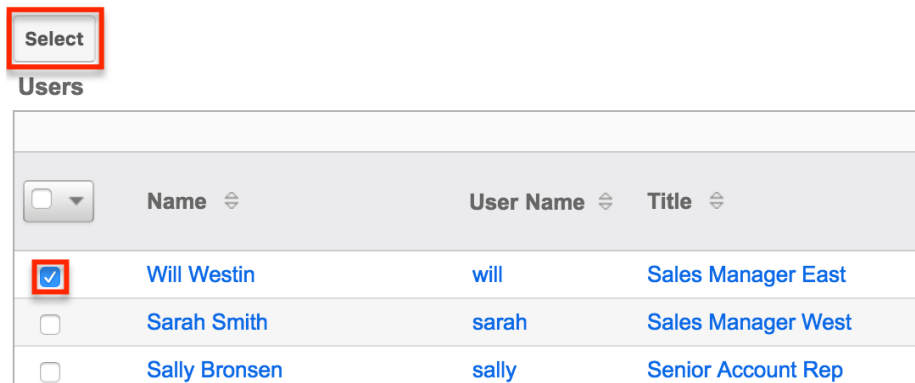 Select
Users
Name User Name Title
Will Westin will Sales Manager East
Sarah Smith sarah Sales Manager West
Sally Bronsen sally Senior Account Rep